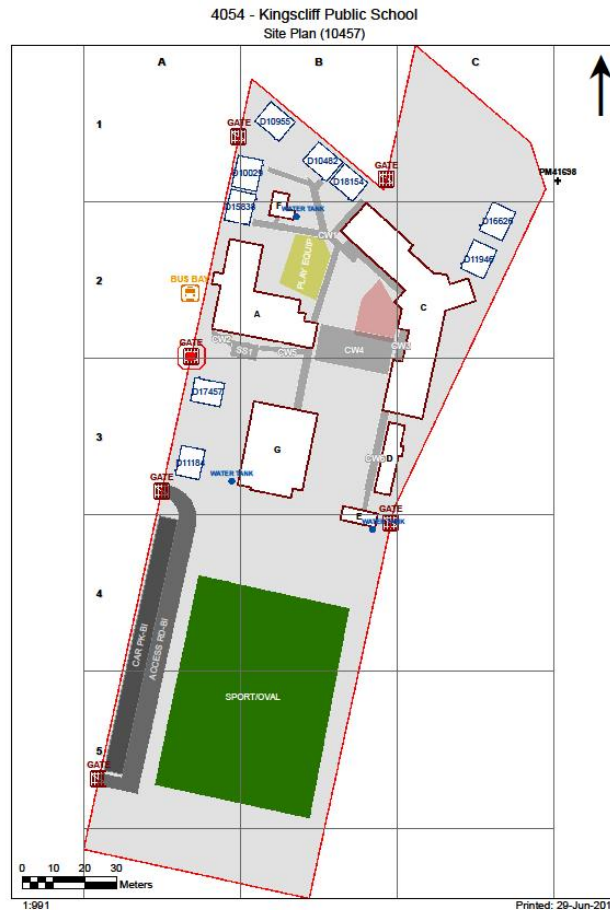 4054 - Kingscliff Public School
Site Plan (10457)
A
B
C
1
GATE
D10955
D10482
D18154
GATE
PM41698
D10029
D15838
F
WATER TANK
CW1
D16626
D11946
PLAY EQUIP
2
BUS BAY
A
C
GATE
CW2
SS1
CW5
CW4
CW3
D17457
3
G
D11184
WATER TANK
D
GATE
E
GATE
WATER TANK
4
CAR PK-BI
ACCESS RD-BI
SPORT/OVAL
5
GATE
0 10 20 30
Meters
1:991
Printed: 29-Jun-201